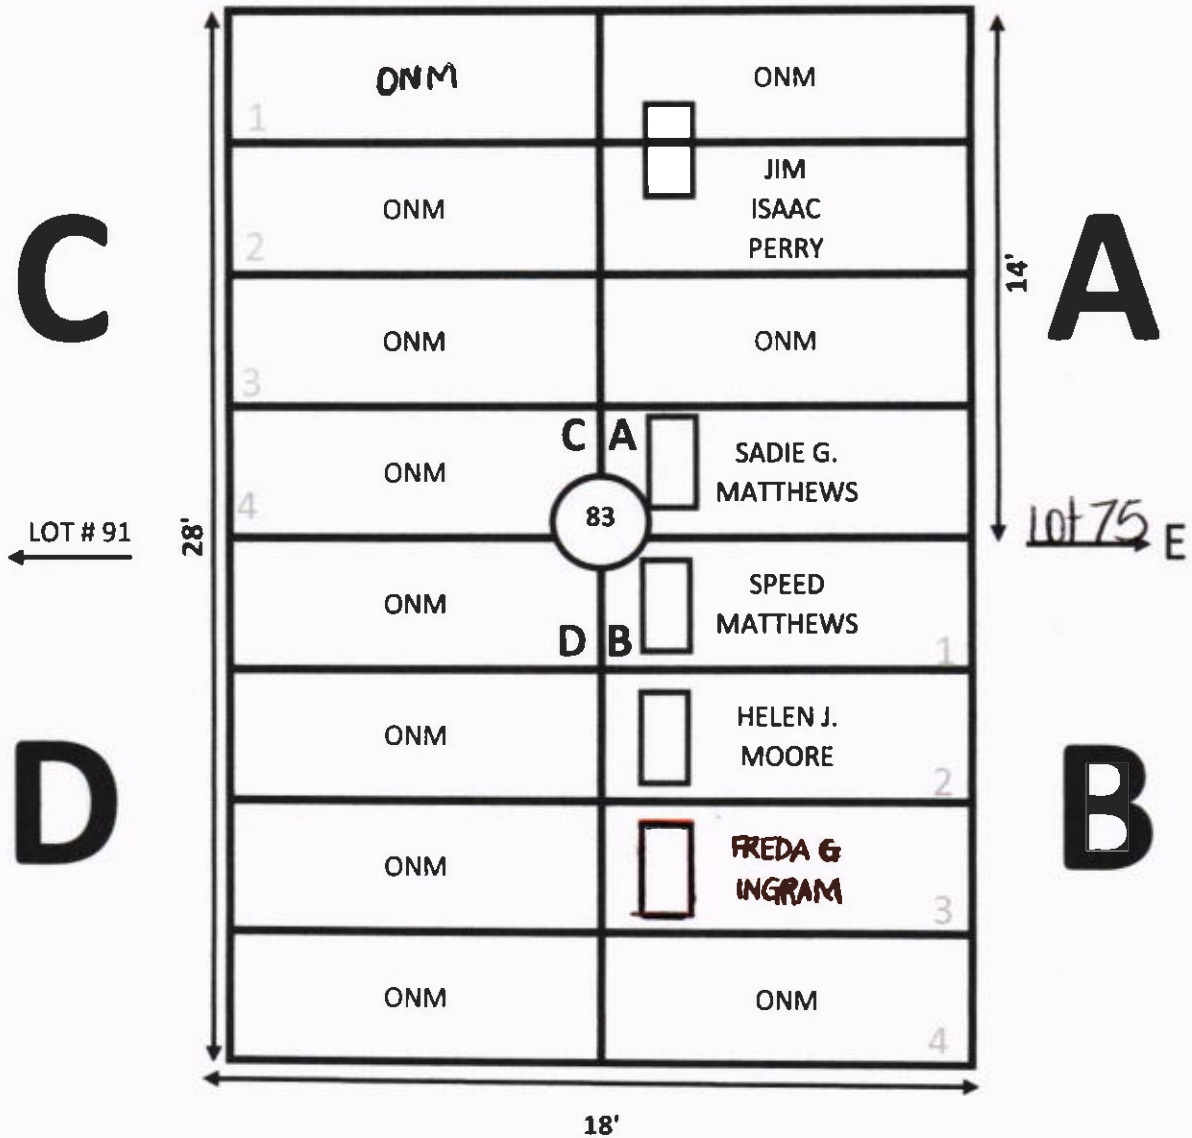 ONM
ONM
1
JIM
ISAAC
PERRY
ONM
2
C
A
14'
ONM
ONM
3
C A
SADIE G.
MATTHEWS
ONM
4
83
LOT # 91
28'
Lot 75
E
SPEED
MATTHEWS
ONM
D B
1
HELEN J.
MOORE
ONM
2
D
B
FREDA G
INGRAM
ONM
3
ONM
ONM
4
18'